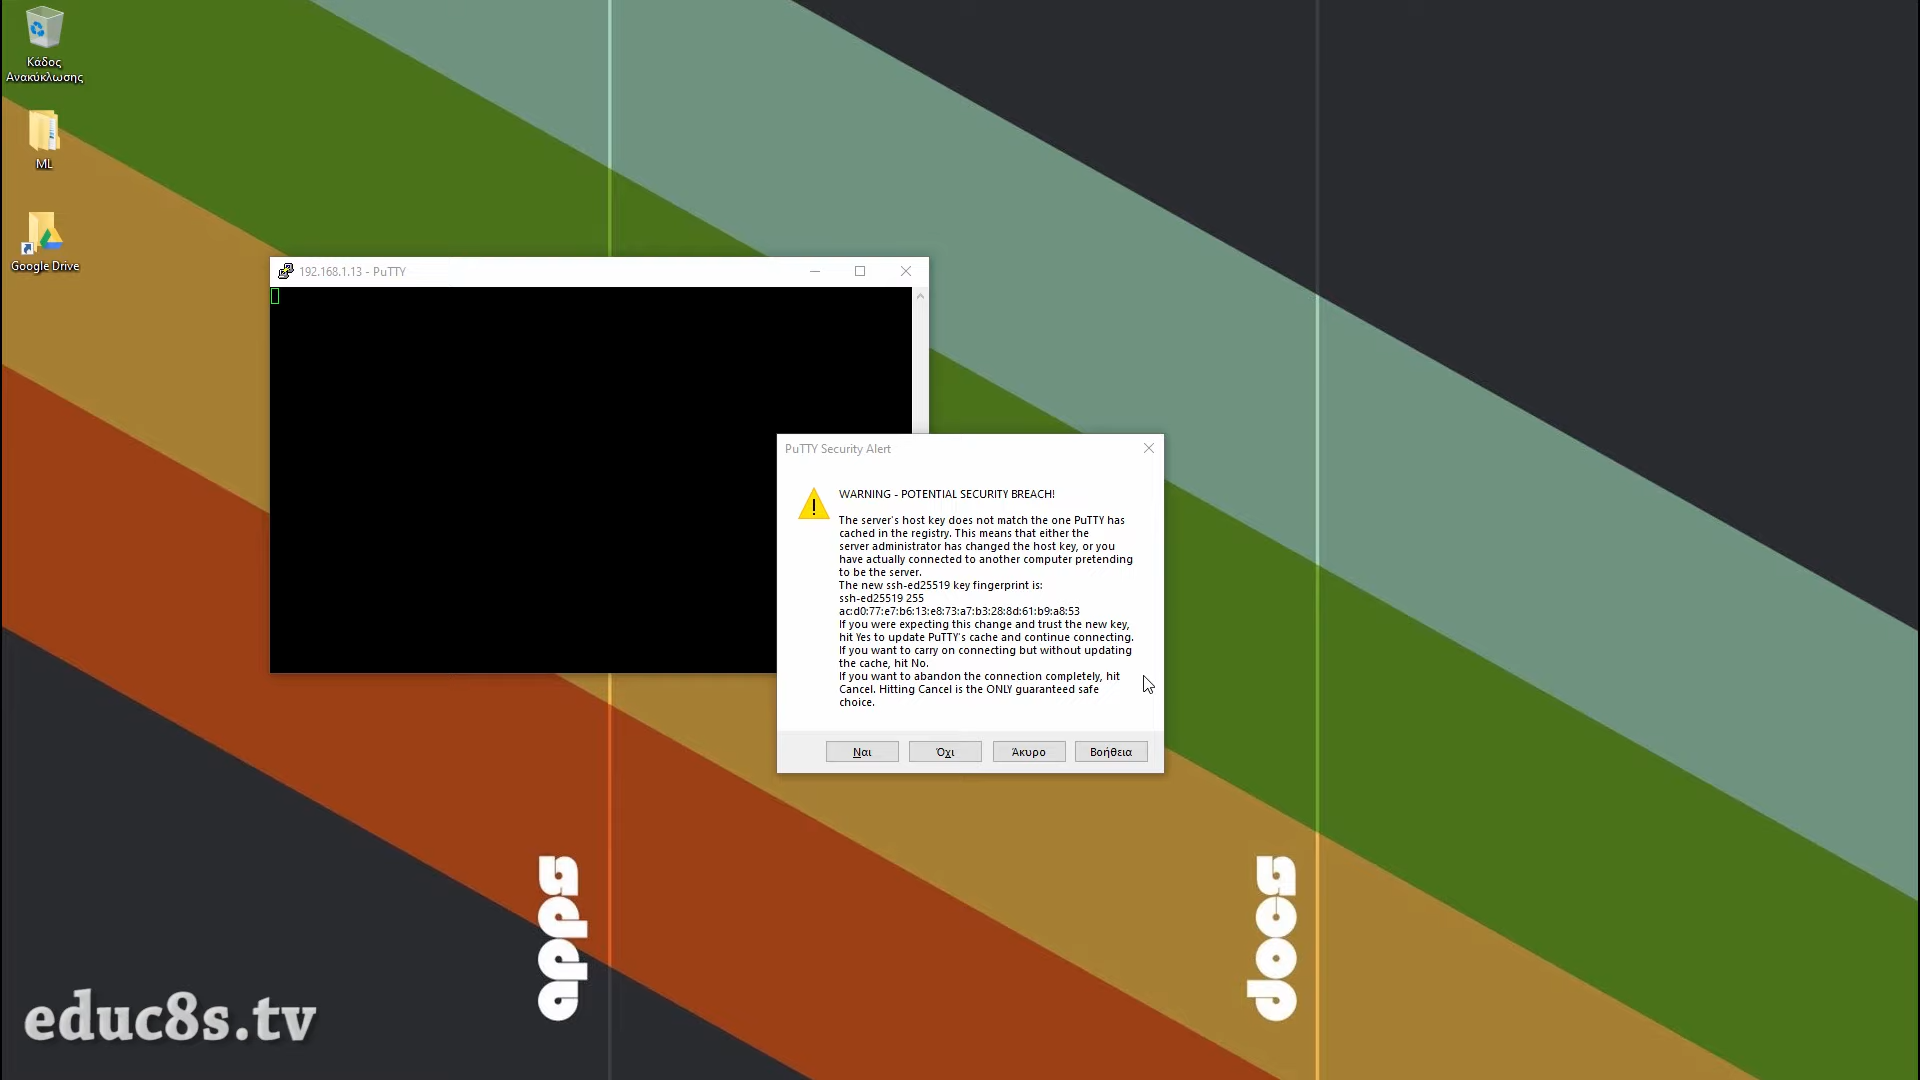 Κάδος
Ανακύκλωσης
ML
Google Drive
192.168.1.13 - PuTTY
PuTTY Security Alert
WARNING - POTENTIAL SECURITY BREACH!
The server's host key does not match the one PuTTY has
cached in the registry. This means that either the
server administrator has changed the host key, or you
have actually connected to another computer pretending
to be the server.
The new ssh-ed25519 key fingerprint is:
ssh-ed25519 255
ac:d0:77:e7:b6:13:e8:73:a7:b3:28:8d:61:b9:a8:53
If you were expecting this change and trust the new key,
hit Yes to update PuTTY's cache and continue connecting.
If you want to carry on connecting but without updating
the cache, hit No.
If you want to abandon the connection completely, hit
Cancel. Hitting Cancel is the ONLY guaranteed safe
choice.
Ναι
Όχι
Άκυρο
Βοήθεια
apps
docs
educ8s.tv